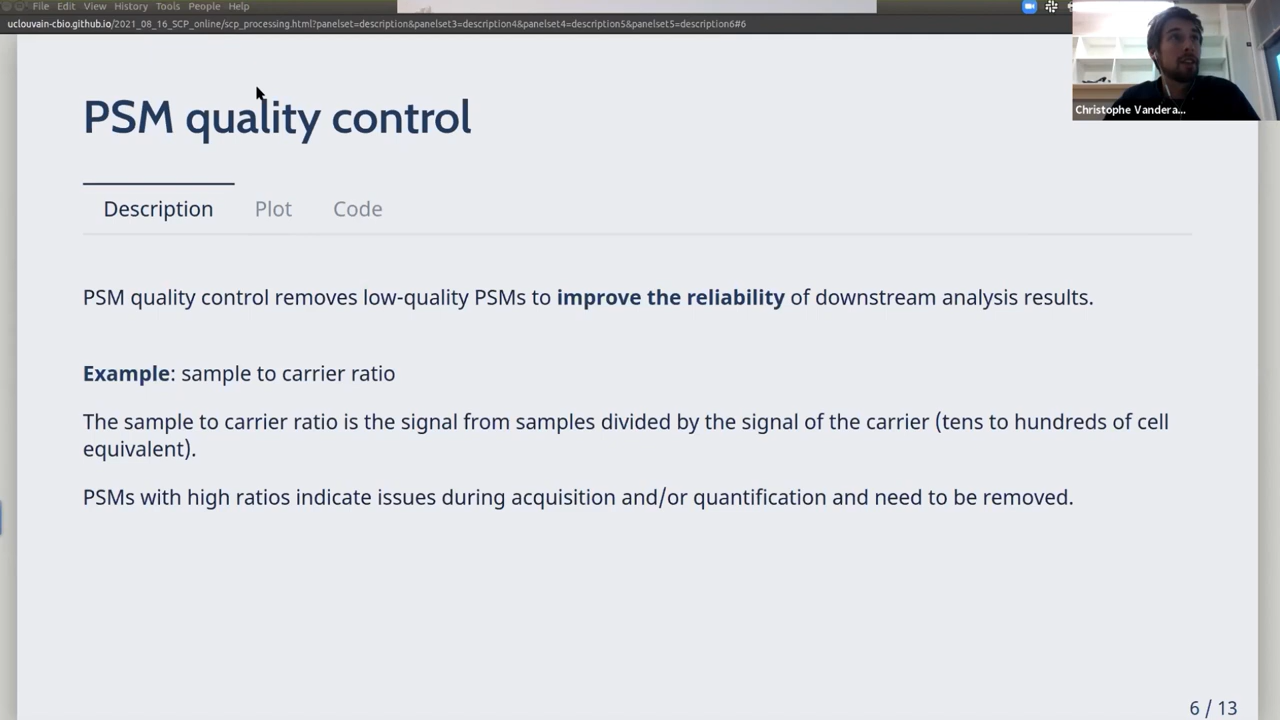 File Edit View History Tools People Help
uclouvain-cbio.github.io/2021_08_16_SCP_online/scp_processing.html?panelset=description&panelset3=description4&panelset4=description5&panelset5=description6#6
Christophe Vandera...
PSM quality control
Description Plot Code
PSM quality control removes low-quality PSMs to improve the reliability of downstream analysis results.
Example: sample to carrier ratio
The sample to carrier ratio is the signal from samples divided by the signal of the carrier (tens to hundreds of cell
equivalent).
PSMs with high ratios indicate issues during acquisition and/or quantification and need to be removed.
6 / 13